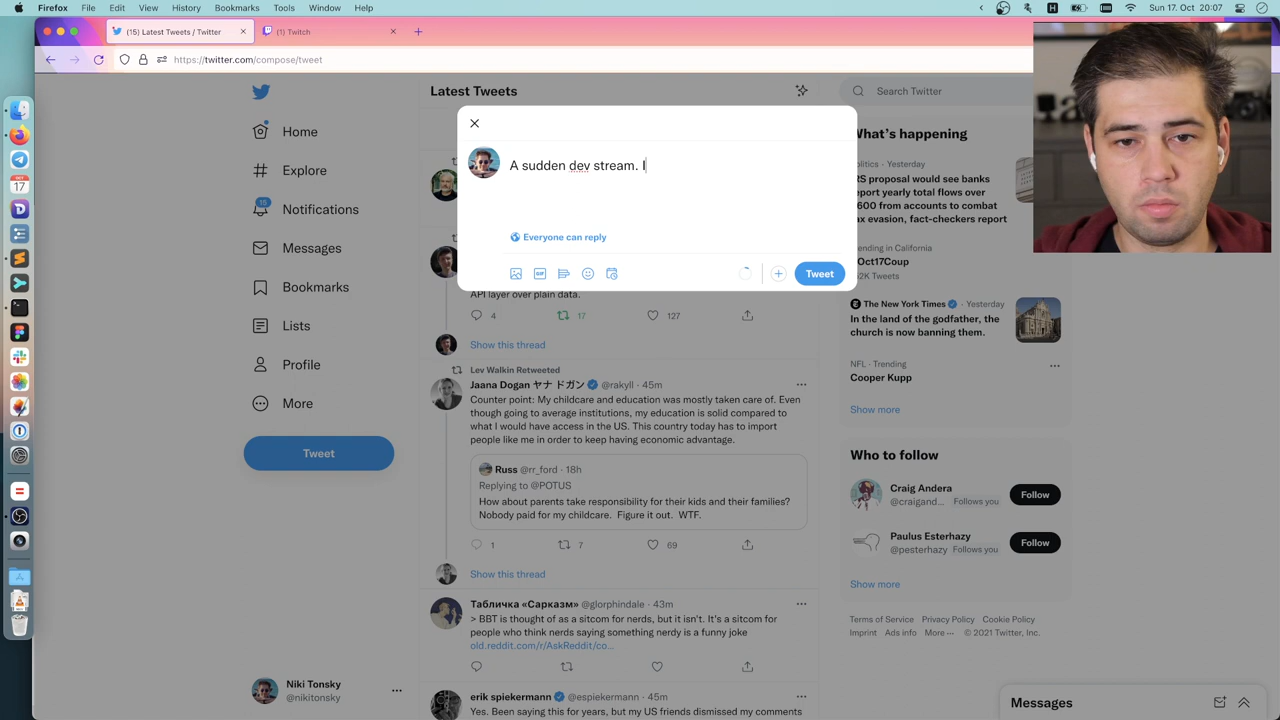 Firefox File Edit View History Bookmarks Tools Window Help
Sun 17. Oct 20:07
(15) Latest Tweets / Twitter
(1) Twitch
https://twitter.com/compose/tweet
Home
Explore
15
Notifications
Messages
Bookmarks
Lists
Profile
More
Tweet
Niki Tonsky
@nikitonsky
Latest Tweets
A sudden dev stream. I
Everyone can reply
GIF
Tweet
API layer over plain data.
4 17 127
Show this thread
Lev Walkin Retweeted
Jaana Dogan ヤナ ドガン @rakyll · 45m
Counter point: My childcare and education was mostly taken care of. Even
though going to average institutions, my education is solid compared to
what I would have access in the US. This country today has to import
people like me in order to keep having economic advantage.
Russ @rr_ford · 18h
Replying to @POTUS
How about parents take responsibility for their kids and their families?
Nobody paid for my childcare. Figure it out. WTF.
1 7 69
Show this thread
Табличка «Сарказм» @glorphindale · 43m
> BBT is thought of as a sitcom for nerds, but it isn't. It's a sitcom for
people who think nerds saying something nerdy is a funny joke
old.reddit.com/r/AskReddit/co...
erik spiekermann @espiekermann · 45m
Yes. Been saying this for years, but my US friends dismissed my comments
Search Twitter
What's happening
olitics · Yesterday
RS proposal would see banks
eport yearly total flows over
600 from accounts to combat
ax evasion, fact-checkers report
ending in California
Oct17Coup
2K Tweets
The New York Times · Yesterday
In the land of the godfather, the
church is now banning them.
NFL · Trending
Cooper Kupp
Show more
Who to follow
Craig Andera
@craigand... Follows you
Follow
Paulus Esterhazy
@pesterhazy Follows you
Follow
Show more
Terms of Service Privacy Policy Cookie Policy
Imprint Ads info More ··· © 2021 Twitter, Inc.
Messages
OCT
17